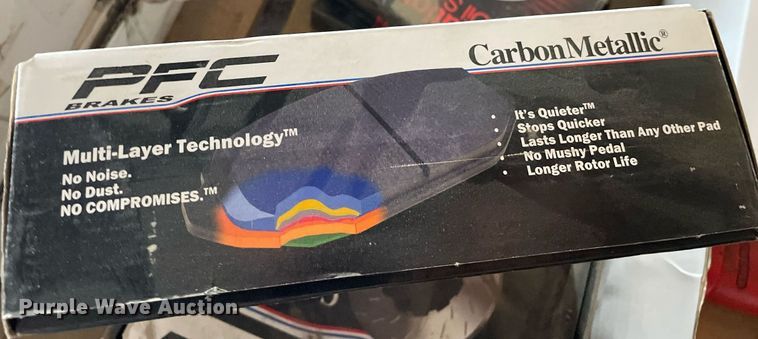 PFC
BRAKES
CarbonMetallic®
Multi-Layer Technology™
No Noise.
No Dust.
NO COMPROMISES.™
• It's Quieter™
• Stops Quicker
• Lasts Longer Than Any Other Pad
• No Mushy Pedal
• Longer Rotor Life
Purple Wave Auction